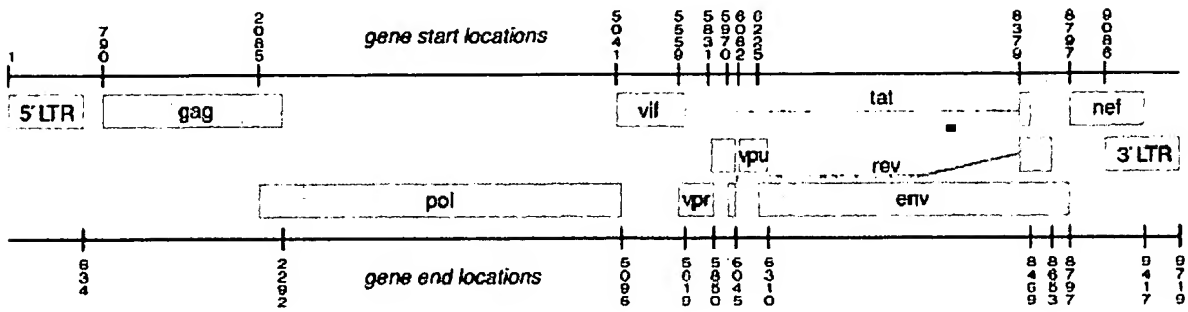 1 790 2085 5041 5559 5831 5970 6082 6225 8379 8797 9086
gene start locations
5' LTR gag vif tat nef
vpu rev 3' LTR
pol vpr env
634 2292 5096 5619 5850 6045 6310 8469 8653 8797 9417 9719
gene end locations